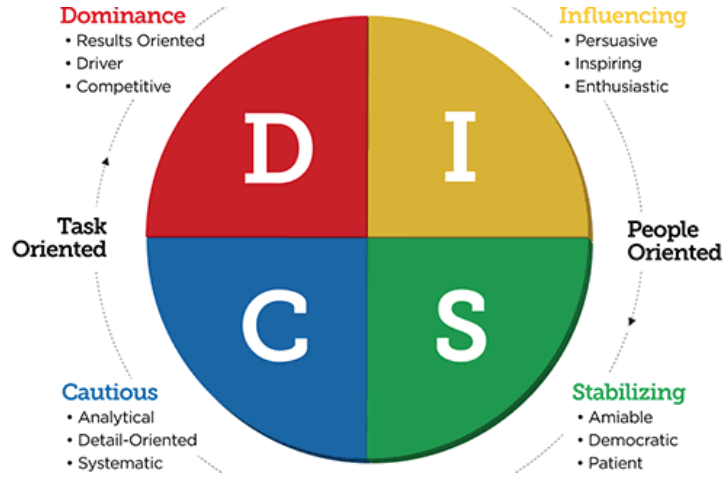 Dominance
• Results Oriented
• Driver
• Competitive
Influencing
• Persuasive
• Inspiring
• Enthusiastic
D
I
Task
Oriented
People
Oriented
C
S
Cautious
• Analytical
• Detail-Oriented
• Systematic
Stabilizing
• Amiable
• Democratic
• Patient